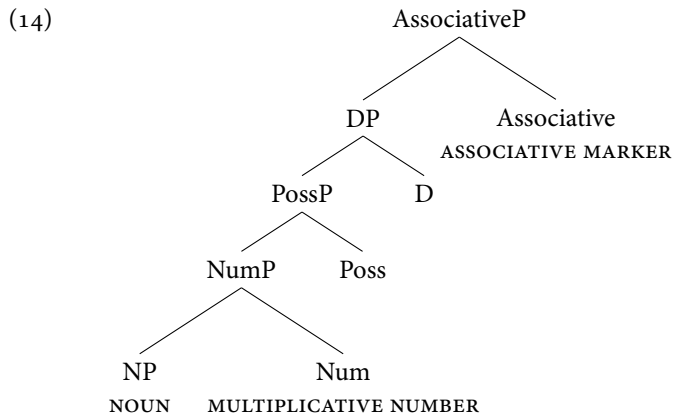 (14)
AssociativeP
DP Associative
ASSOCIATIVE MARKER
PossP D
NumP Poss
NP Num
NOUN MULTIPLICATIVE NUMBER